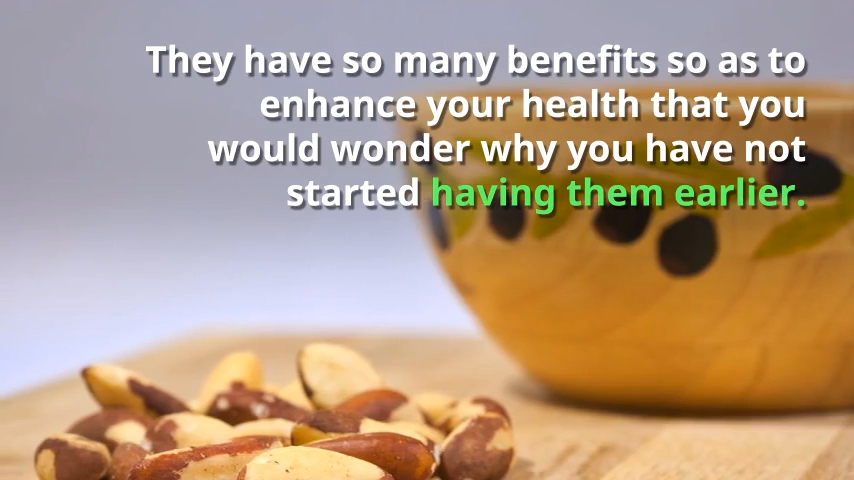 They have so many benefits so as to
enhance your health that you
would wonder why you have not
started having them earlier.